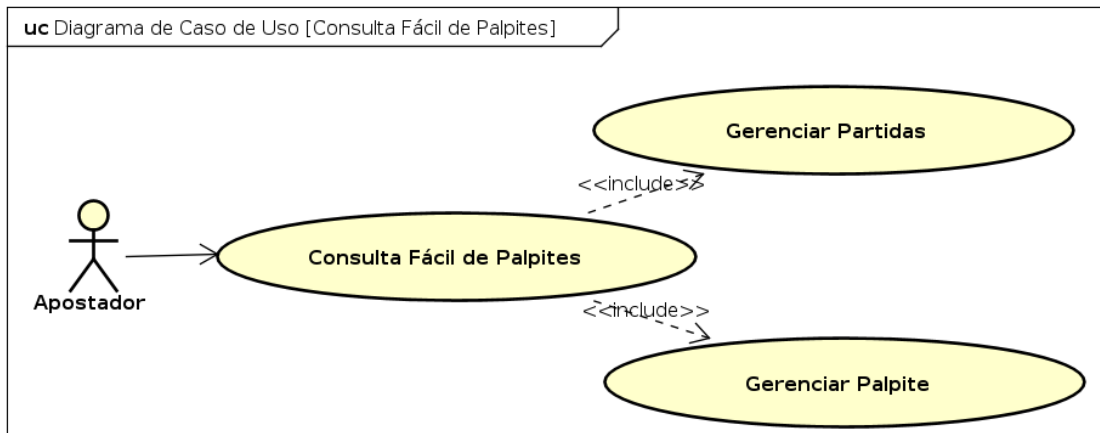 uc Diagrama de Caso de Uso [Consulta Fácil de Palpites]
Gerenciar Partidas
<<include>>
Consulta Fácil de Palpites
Apostador
<<include>>
Gerenciar Palpite